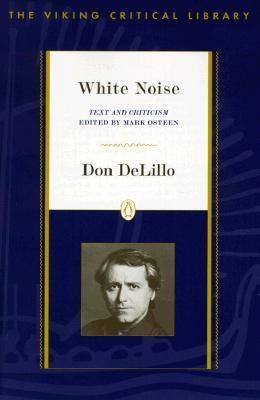 THE VIKING CRITICAL LIBRARY
White Noise
TEXT AND CRITICISM
EDITED BY MARK OSTEEN
Don DeLillo